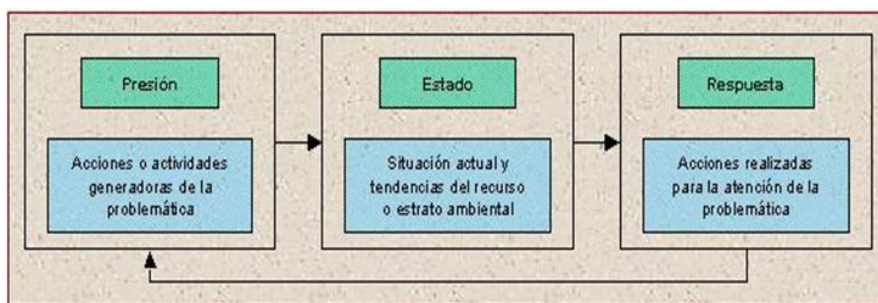 Presión
Acciones o actividades
generadoras de la
problemática
Estado
Situación actual y
tendencias del recurso
o estrato ambiental
Respuesta
Acciones realizadas
para la atención de la
problemática